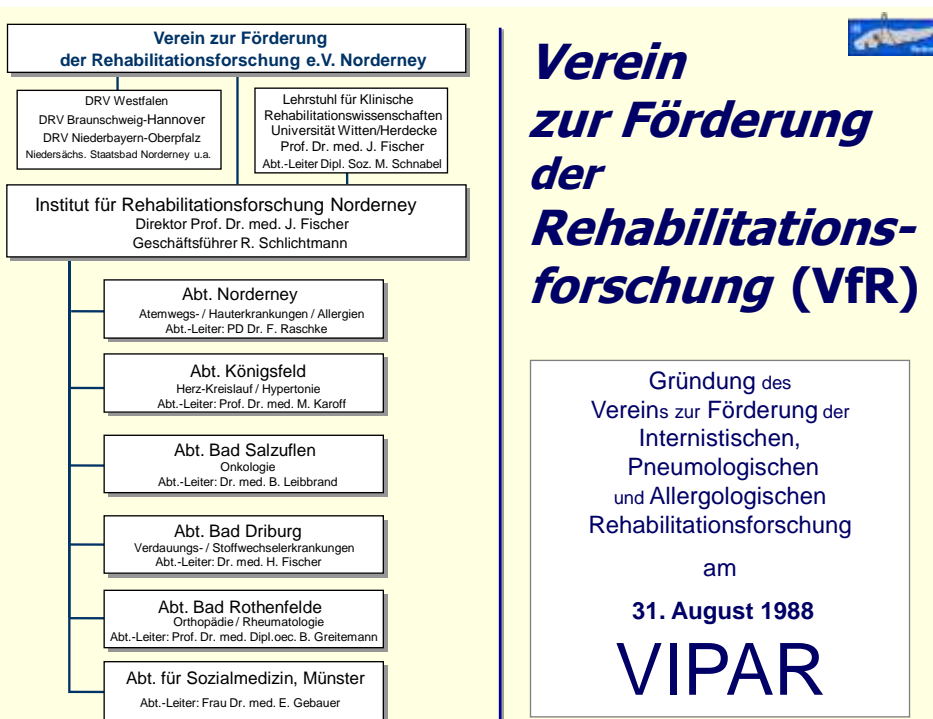 Verein zur Förderung
der Rehabilitationsforschung e.V. Norderney
DRV Westfalen
DRV Braunschweig-Hannover
DRV Niederbayern-Oberpfalz
Niedersächs. Staatsbad Norderney u.a.
Lehrstuhl für Klinische
Rehabilitationswissenschaften
Universität Witten/Herdecke
Prof. Dr. med. J. Fischer
Abt.-Leiter Dipl. Soz. M. Schnabel
Institut für Rehabilitationsforschung Norderney
Direktor Prof. Dr. med. J. Fischer
Geschäftsführer R. Schlichtmann
Abt. Norderney
Atemwegs- / Hauterkrankungen / Allergien
Abt.-Leiter: PD Dr. F. Raschke
Abt. Königsfeld
Herz-Kreislauf / Hypertonie
Abt.-Leiter: Prof. Dr. med. M. Karoff
Abt. Bad Salzuflen
Onkologie
Abt.-Leiter: Dr. med. B. Leibbrand
Abt. Bad Driburg
Verdauungs- / Stoffwechselerkrankungen
Abt.-Leiter: Dr. med. H. Fischer
Abt. Bad Rothenfelde
Orthopädie / Rheumatologie
Abt.-Leiter: Prof. Dr. med. Dipl.oec. B. Greitemann
Abt. für Sozialmedizin, Münster
Abt.-Leiter: Frau Dr. med. E. Gebauer
Verein
zur Förderung
der
Rehabilitations-
forschung (VfR)
Gründung des
Vereins zur Förderung der
Internistischen,
Pneumologischen
und Allergologischen
Rehabilitationsforschung
am
31. August 1988
VIPAR